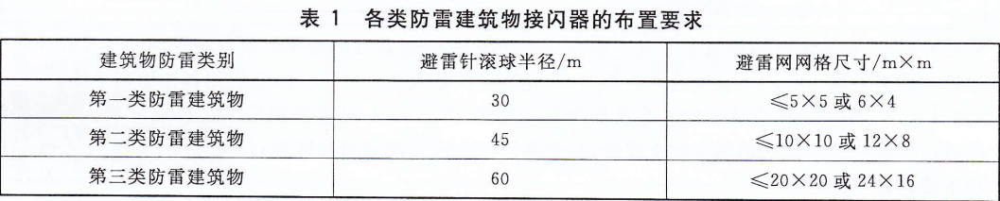 表 1 各类防雷建筑物接闪器的布置要求
建筑物防雷类别 避雷针滚球半径/m 避雷网网格尺寸/m×m
第一类防雷建筑物 30 ≤5×5 或 6×4
第二类防雷建筑物 45 ≤10×10 或 12×8
第三类防雷建筑物 60 ≤20×20 或 24×16